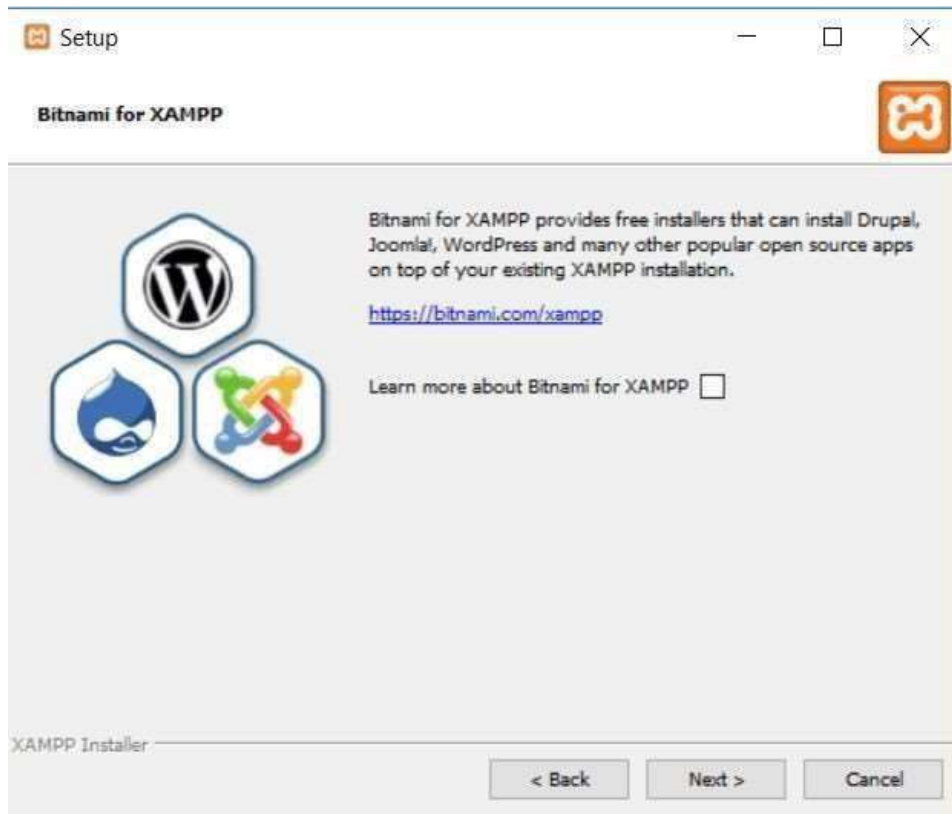 Setup
Bitnami for XAMPP
Bitnami for XAMPP provides free installers that can install Drupal,
Joomla!, WordPress and many other popular open source apps
on top of your existing XAMPP installation.
https://bitnami.com/xampp
Learn more about Bitnami for XAMPP
XAMPP Installer
< Back
Next >
Cancel